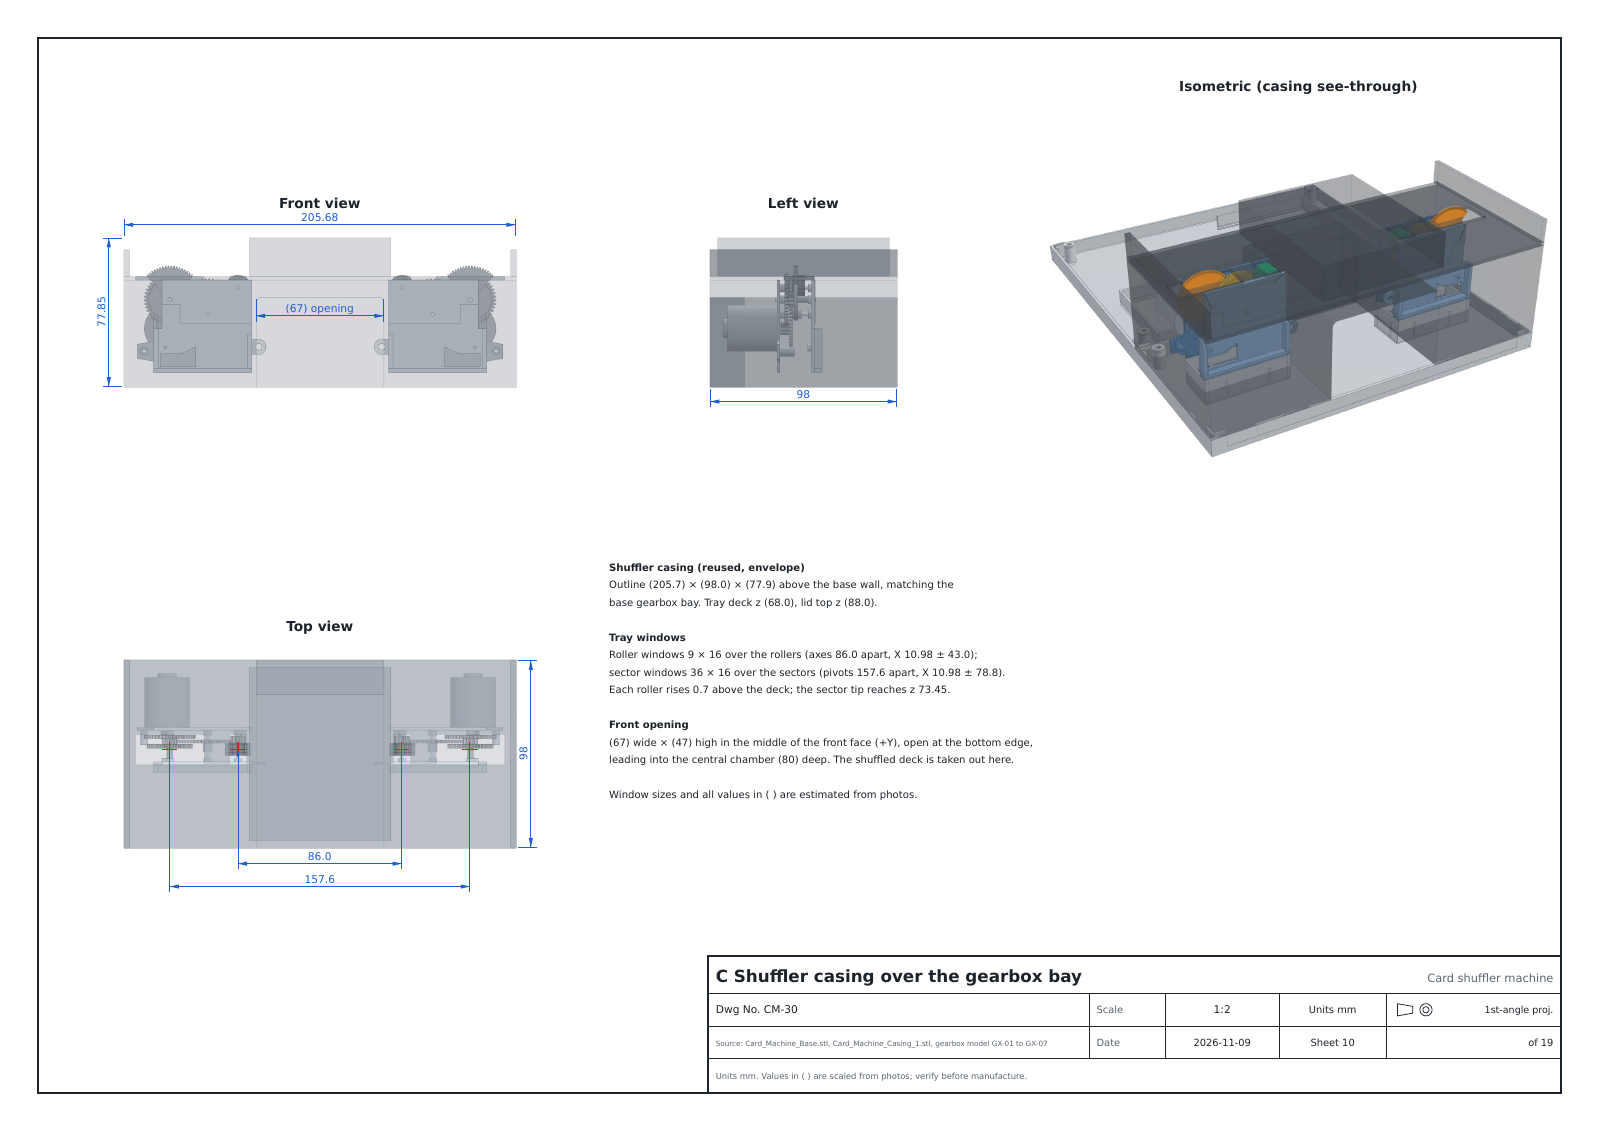 Isometric (casing see-through)
Front view
205.68
77.85
(67) opening
Left view
98
Top view
98
86.0
157.6
Shuffler casing (reused, envelope)
Outline (205.7) × (98.0) × (77.9) above the base wall, matching the
base gearbox bay. Tray deck z (68.0), lid top z (88.0).
Tray windows
Roller windows 9 × 16 over the rollers (axes 86.0 apart, X 10.98 ± 43.0);
sector windows 36 × 16 over the sectors (pivots 157.6 apart, X 10.98 ± 78.8).
Each roller rises 0.7 above the deck; the sector tip reaches z 73.45.
Front opening
(67) wide × (47) high in the middle of the front face (+Y), open at the bottom edge,
leading into the central chamber (80) deep. The shuffled deck is taken out here.
Window sizes and all values in ( ) are estimated from photos.
C Shuffler casing over the gearbox bay
Card shuffler machine
Dwg No. CM-30
Scale
1:2
Units mm
1st-angle proj.
Source: Card_Machine_Base.stl, Card_Machine_Casing_1.stl, gearbox model GX-01 to GX-07
Date
2026-11-09
Sheet 10
of 19
Units mm. Values in ( ) are scaled from photos; verify before manufacture.